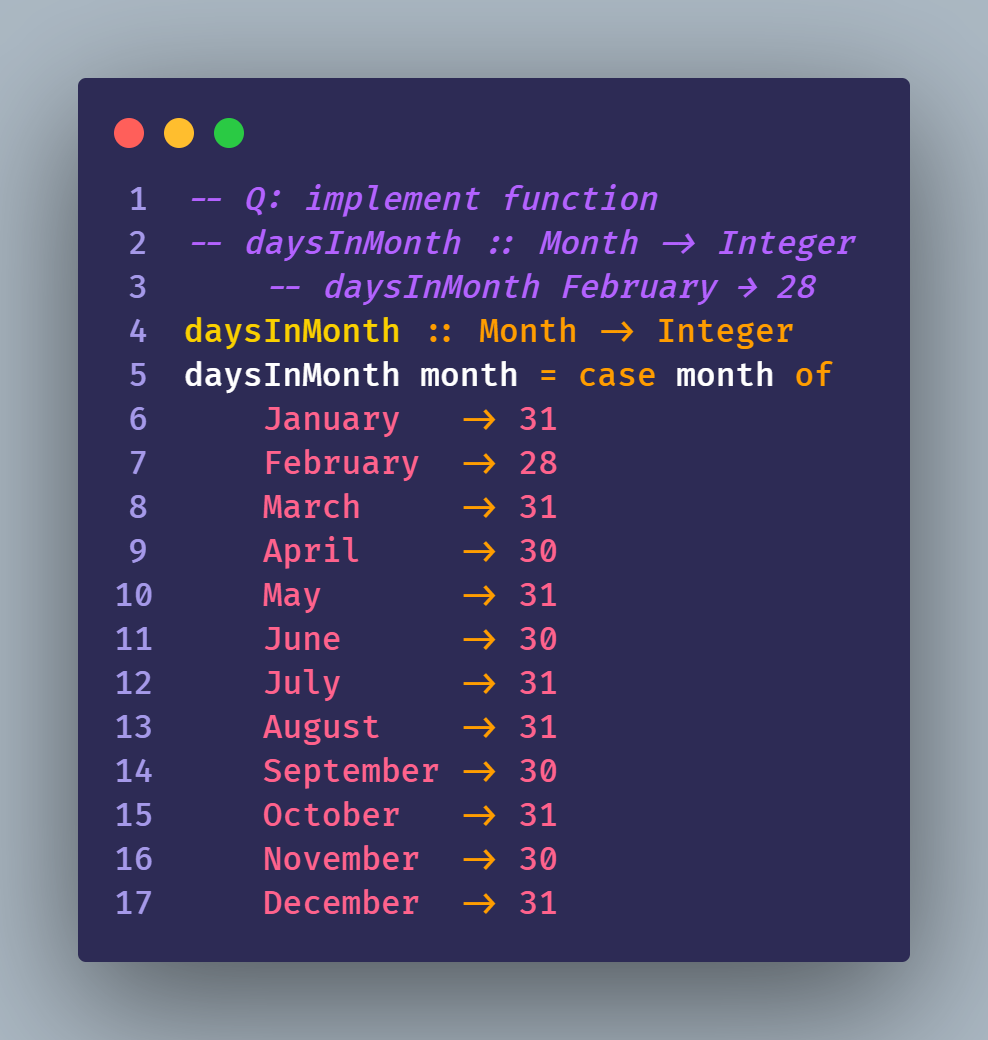 1 -- Q: implement function
2 -- daysInMonth :: Month -> Integer
3     -- daysInMonth February → 28
4 daysInMonth :: Month -> Integer
5 daysInMonth month = case month of
6     January   -> 31
7     February  -> 28
8     March     -> 31
9     April     -> 30
10     May       -> 31
11     June      -> 30
12     July      -> 31
13     August    -> 31
14     September -> 30
15     October   -> 31
16     November  -> 30
17     December  -> 31